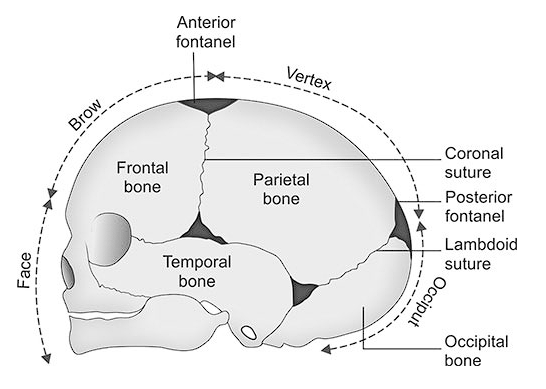 Anterior
fontanel
Vertex
Brow
Coronal
suture
Frontal
bone
Parietal
bone
Posterior
fontanel
Lambdoid
suture
Temporal
bone
Face
Occiput
Occipital
bone